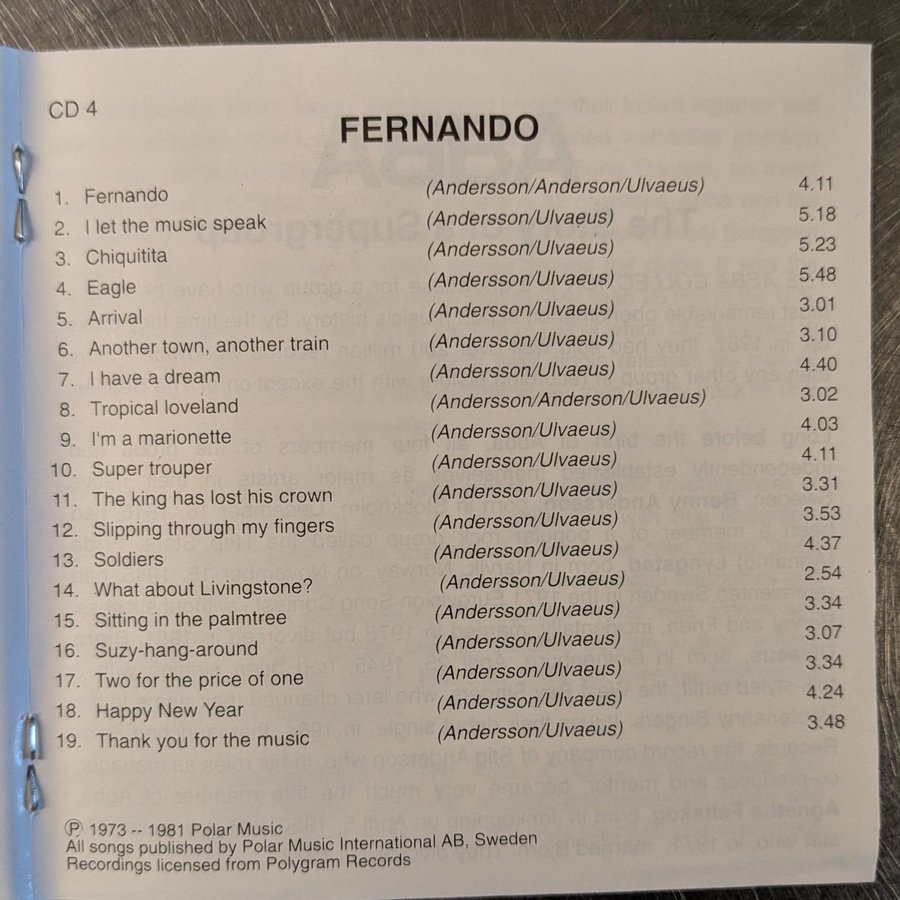 CD 4
FERNANDO
1. Fernando (Andersson/Anderson/Ulvaeus) 4.11
2. I let the music speak (Andersson/Ulvaeus) 5.18
3. Chiquitita (Andersson/Ulvaeus) 5.23
4. Eagle (Andersson/Ulvaeus) 5.48
5. Arrival (Andersson/Ulvaeus) 3.01
6. Another town, another train (Andersson/Ulvaeus) 3.10
7. I have a dream (Andersson/Ulvaeus) 4.40
8. Tropical loveland (Andersson/Anderson/Ulvaeus) 3.02
9. I'm a marionette (Andersson/Ulvaeus) 4.03
10. Super trouper (Andersson/Ulvaeus) 4.11
11. The king has lost his crown (Andersson/Ulvaeus) 3.31
12. Slipping through my fingers (Andersson/Ulvaeus) 3.53
13. Soldiers (Andersson/Ulvaeus) 4.37
14. What about Livingstone? (Andersson/Ulvaeus) 2.54
15. Sitting in the palmtree (Andersson/Ulvaeus) 3.34
16. Suzy-hang-around (Andersson/Ulvaeus) 3.07
17. Two for the price of one (Andersson/Ulvaeus) 3.34
18. Happy New Year (Andersson/Ulvaeus) 4.24
19. Thank you for the music (Andersson/Ulvaeus) 3.48
℗ 1973 -- 1981 Polar Music
All songs published by Polar Music International AB, Sweden
Recordings licensed from Polygram Records